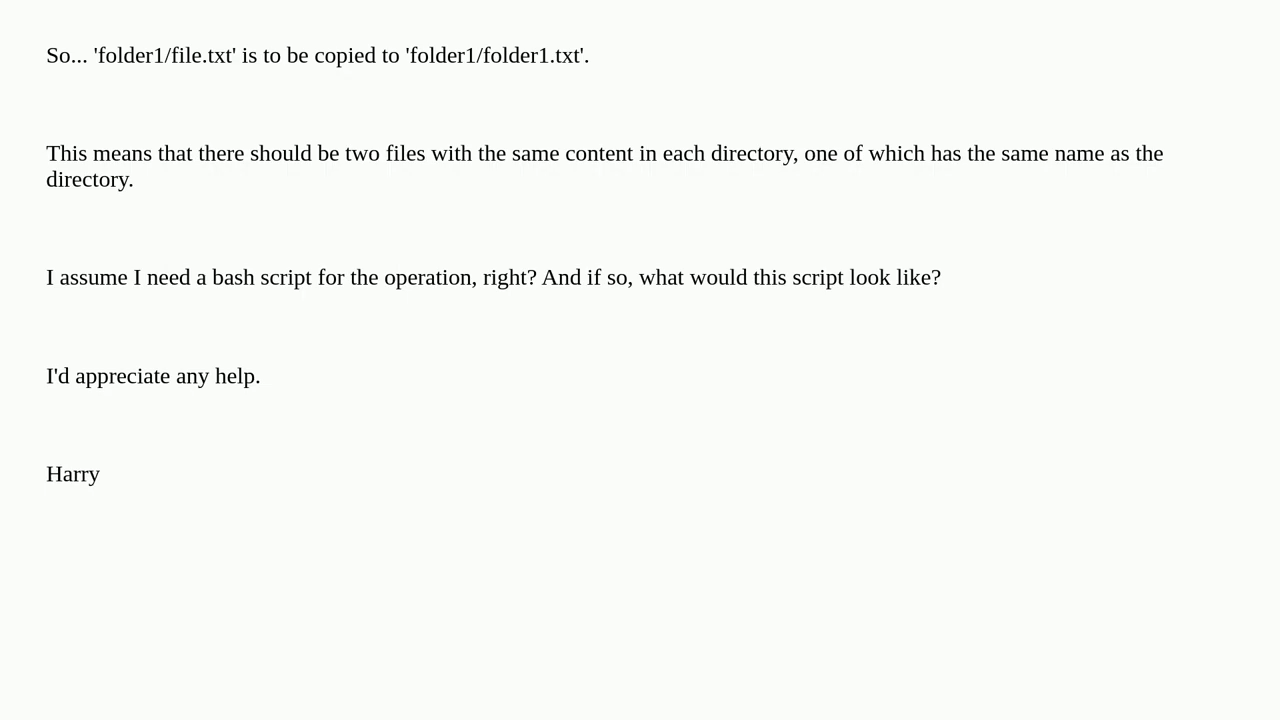 So... 'folder1/file.txt' is to be copied to 'folder1/folder1.txt'.
This means that there should be two files with the same content in each directory, one of which has the same name as the
directory.
I assume I need a bash script for the operation, right? And if so, what would this script look like?
I'd appreciate any help.
Harry